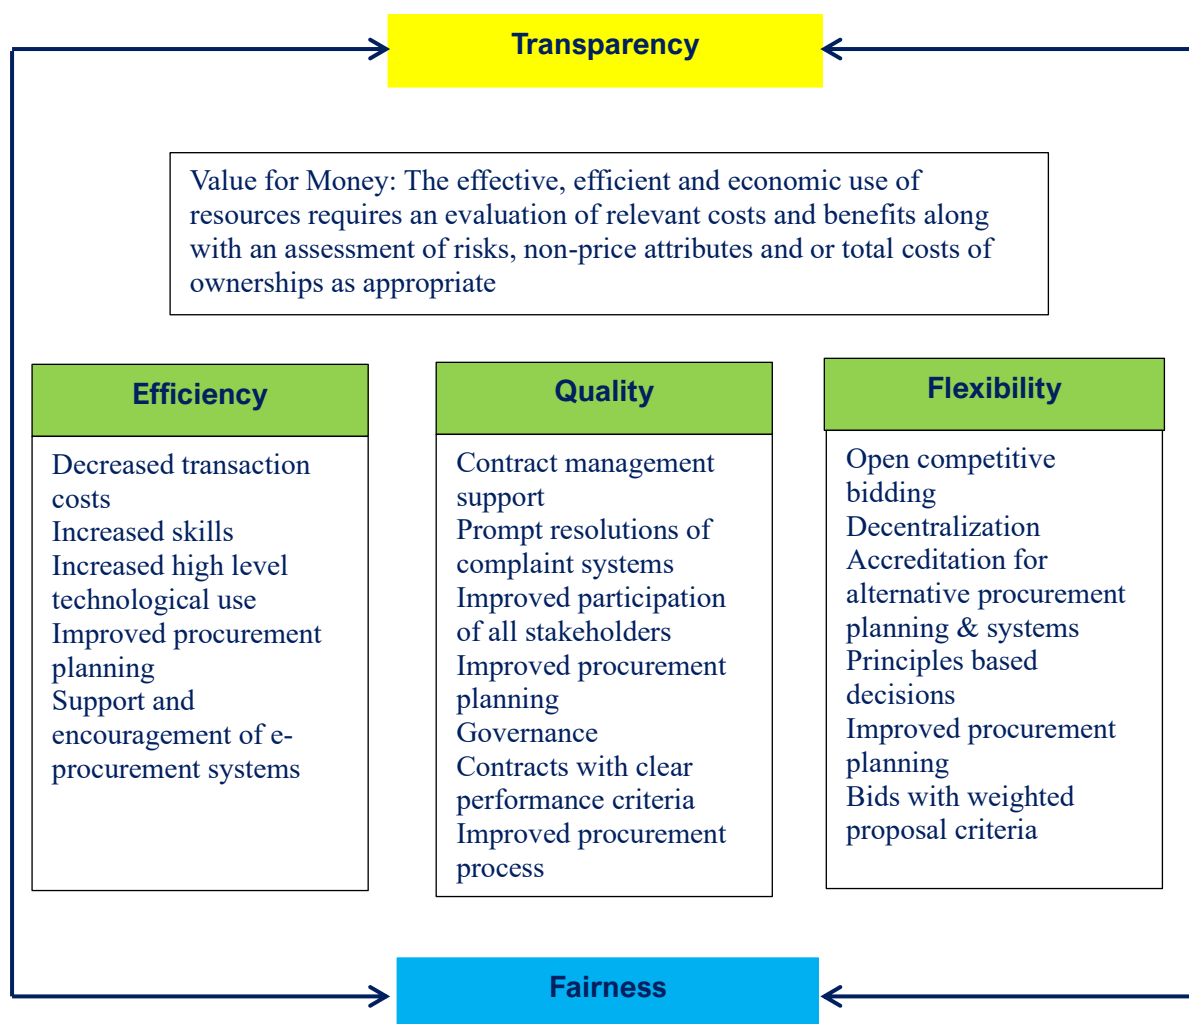 Transparency
Value for Money: The effective, efficient and economic use of
resources requires an evaluation of relevant costs and benefits along
with an assessment of risks, non-price attributes and or total costs of
ownerships as appropriate
Efficiency
Decreased transaction
costs
Increased skills
Increased high level
technological use
Improved procurement
planning
Support and
encouragement of e-
procurement systems
Quality
Contract management
support
Prompt resolutions of
complaint systems
Improved participation
of all stakeholders
Improved procurement
planning
Governance
Contracts with clear
performance criteria
Improved procurement
process
Flexibility
Open competitive
bidding
Decentralization
Accreditation for
alternative procurement
planning & systems
Principles based
decisions
Improved procurement
planning
Bids with weighted
proposal criteria
Fairness